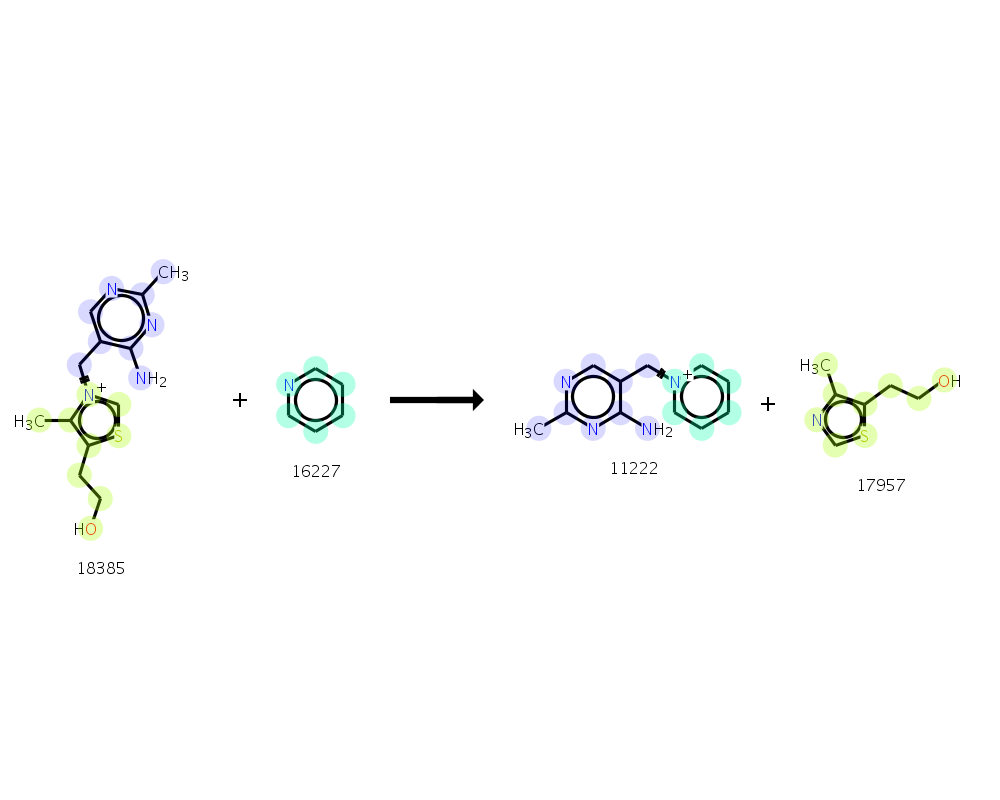 N CH3
N
NH2
N+
H3C S
HO
18385
+
N
16227
N
H3C N NH2
N+
11222
+
H3C
N S
OH
17957